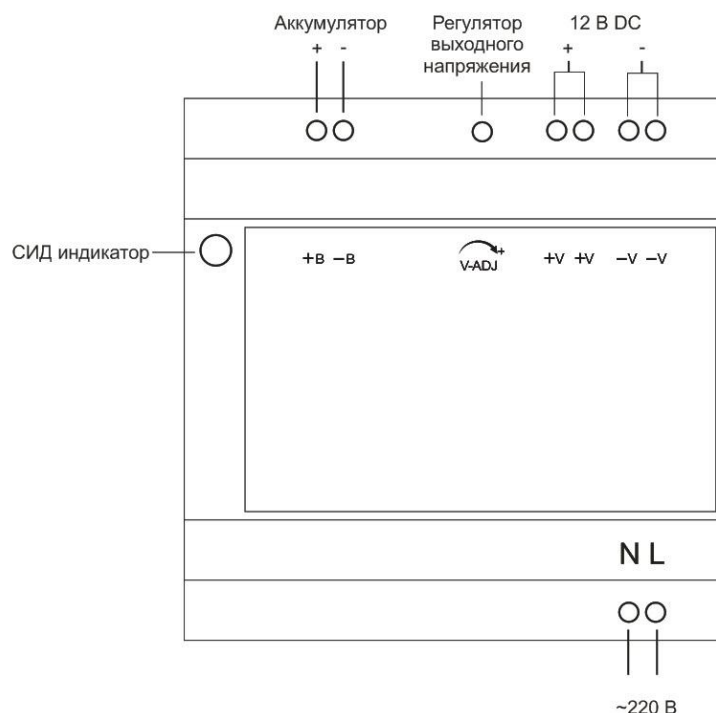 Аккумулятор
+ -
Регулятор
выходного
напряжения
12 В DC
+ -
СИД индикатор
+B −B
+
V-ADJ
+V +V −V −V
N L
~220 В